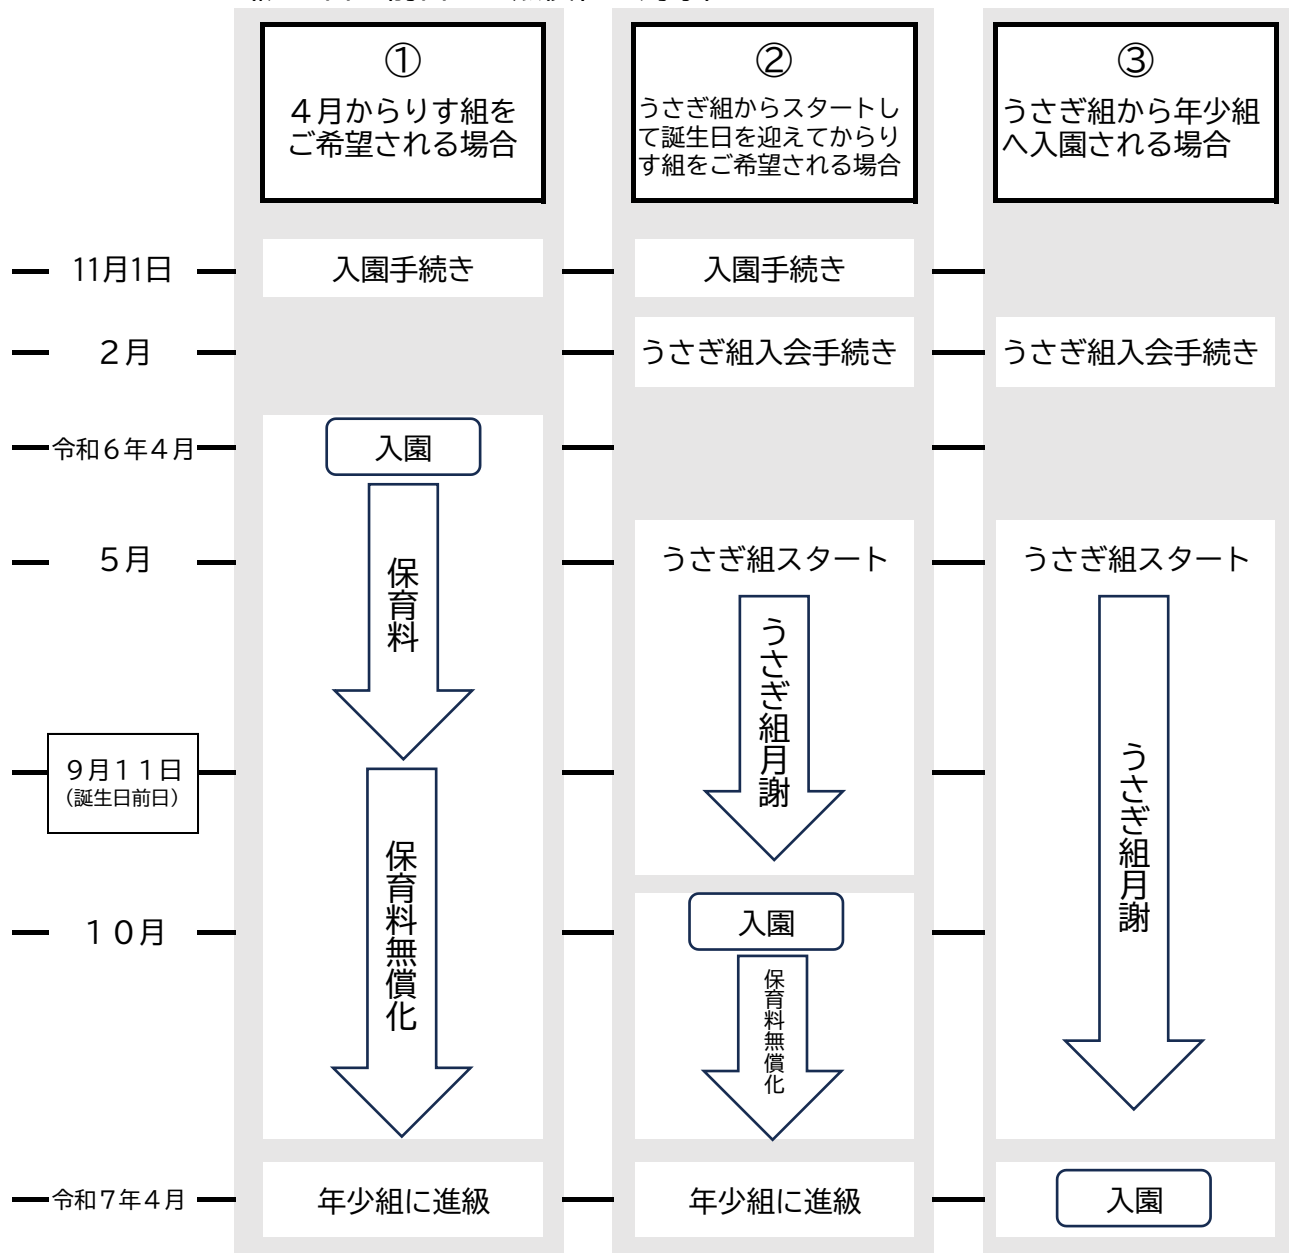 ①
４月からりす組を
ご希望される場合
②
うさぎ組からスタートし
て誕生日を迎えてからり
す組をご希望される場合
③
うさぎ組から年少組
へ入園される場合
11月1日
入園手続き
入園手続き
２月
うさぎ組入会手続き
うさぎ組入会手続き
令和６年４月
入園
５月
うさぎ組スタート
うさぎ組スタート
保育料
うさぎ組月謝
うさぎ組月謝
９月１１日
（誕生日前日）
保育料無償化
１０月
入園
保育料無償化
令和７年４月
年少組に進級
年少組に進級
入園